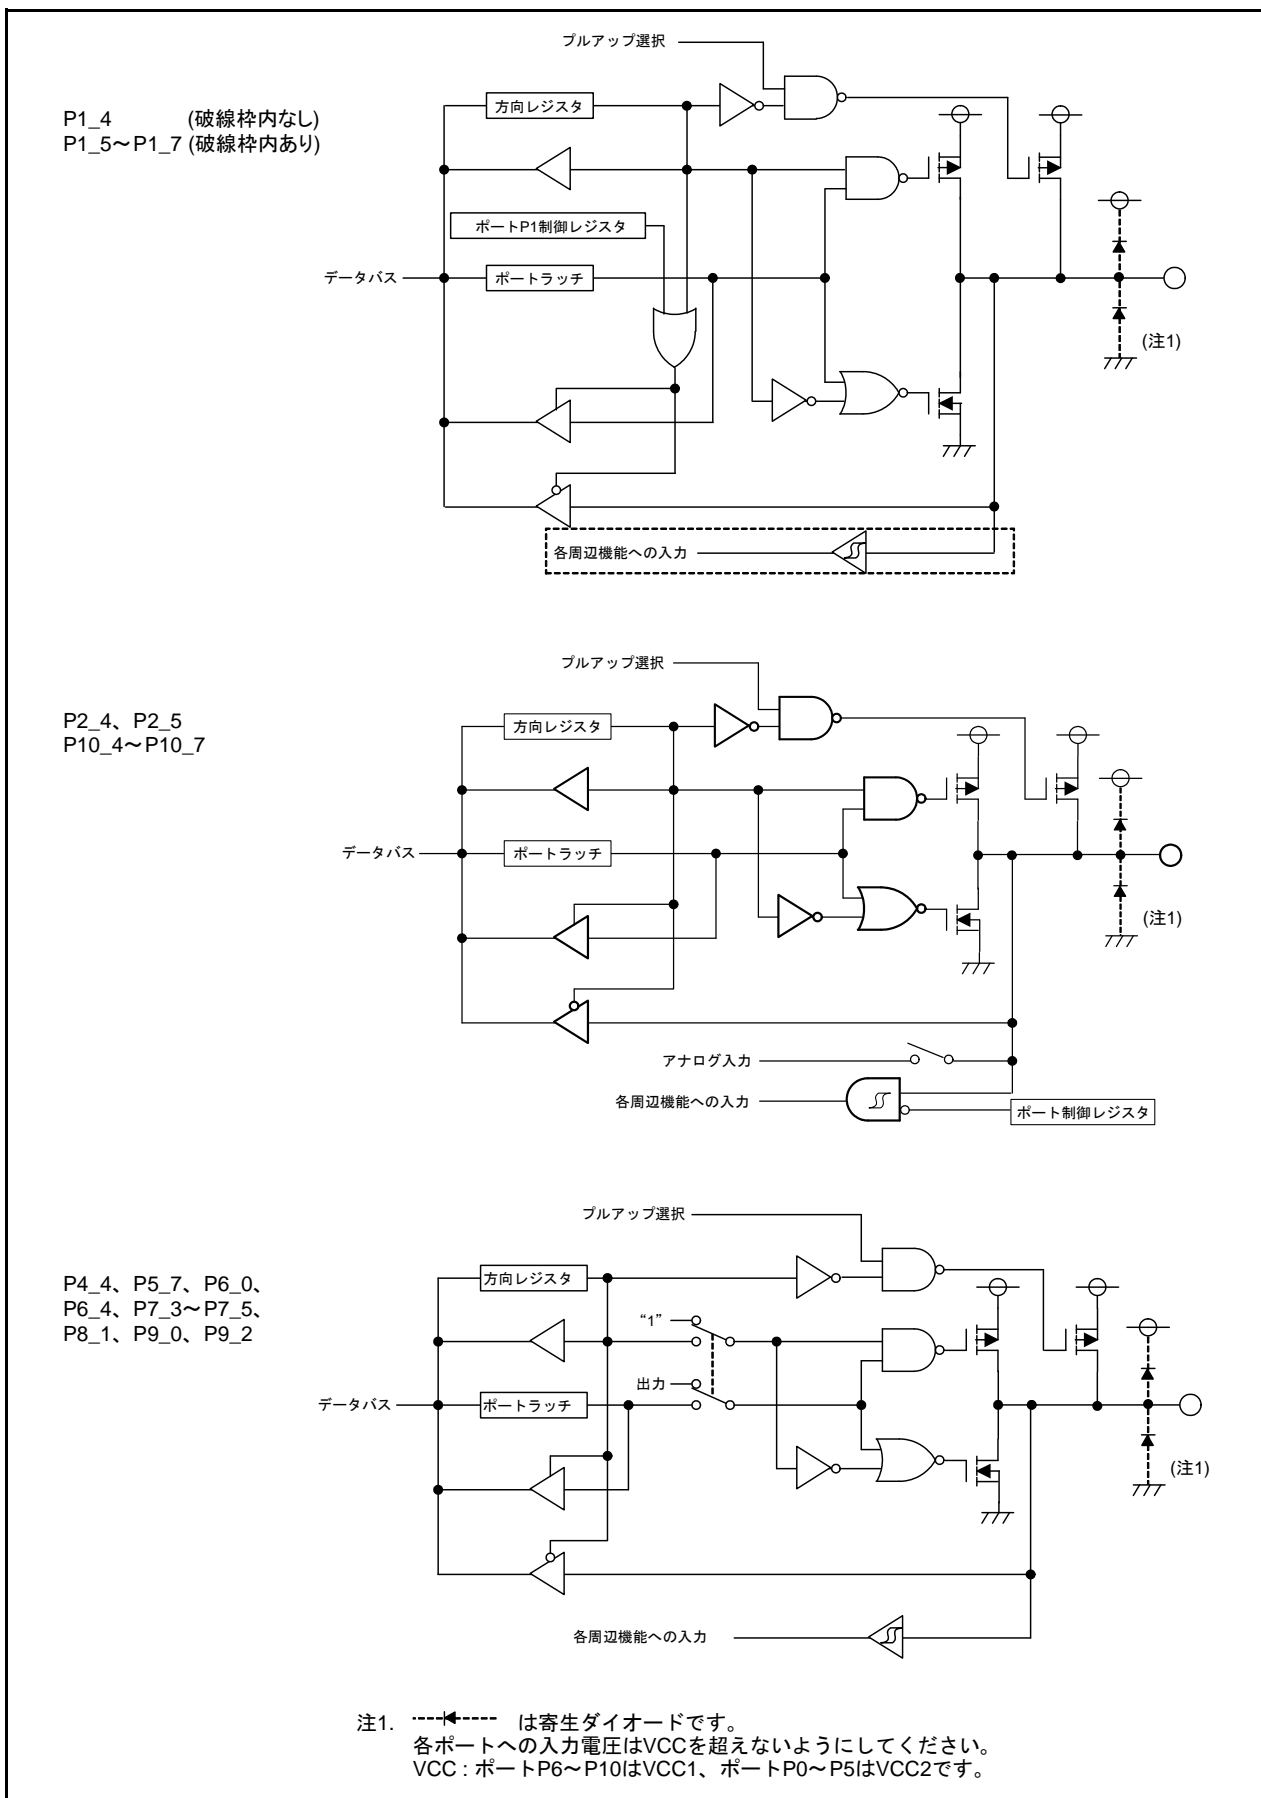 プルアップ選択
P1_4 (破線枠内なし)
P1_5～P1_7 (破線枠内あり)
方向レジスタ
ポートP1制御レジスタ
データバス
ポートラッチ
(注1)
各周辺機能への入力
プルアップ選択
P2_4、P2_5
P10_4～P10_7
方向レジスタ
データバス
ポートラッチ
(注1)
アナログ入力
各周辺機能への入力
ポート制御レジスタ
プルアップ選択
P4_4、P5_7、P6_0、
P6_4、P7_3～P7_5、
P8_1、P9_0、P9_2
方向レジスタ
“1”
出力
データバス
ポートラッチ
(注1)
各周辺機能への入力
注1. は寄生ダイオードです。
各ポートへの入力電圧はVCCを超えないようにしてください。
VCC : ポートP6～P10はVCC1、ポートP0～P5はVCC2です。